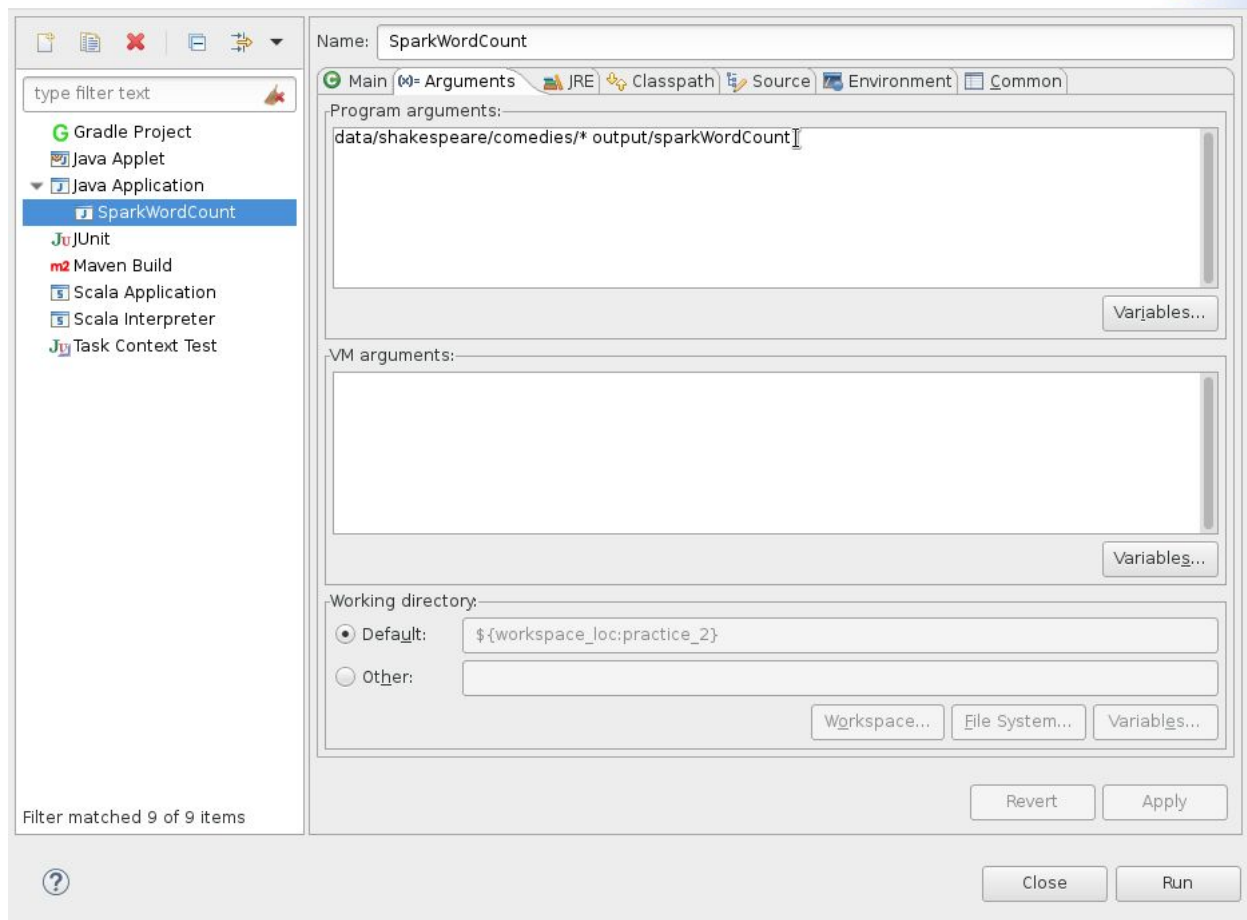 type filter text
Gradle Project
Java Applet
Java Application
SparkWordCount
JUnit
Maven Build
Scala Application
Scala Interpreter
Task Context Test
Filter matched 9 of 9 items
Name: SparkWordCount
Main (x)= Arguments JRE Classpath Source Environment Common
Program arguments:
data/shakespeare/comedies/* output/sparkWordCount
Variables...
VM arguments:
Variables...
Working directory:
Default: ${workspace_loc:practice_2}
Other:
Workspace... File System... Variables...
Revert Apply
Close Run